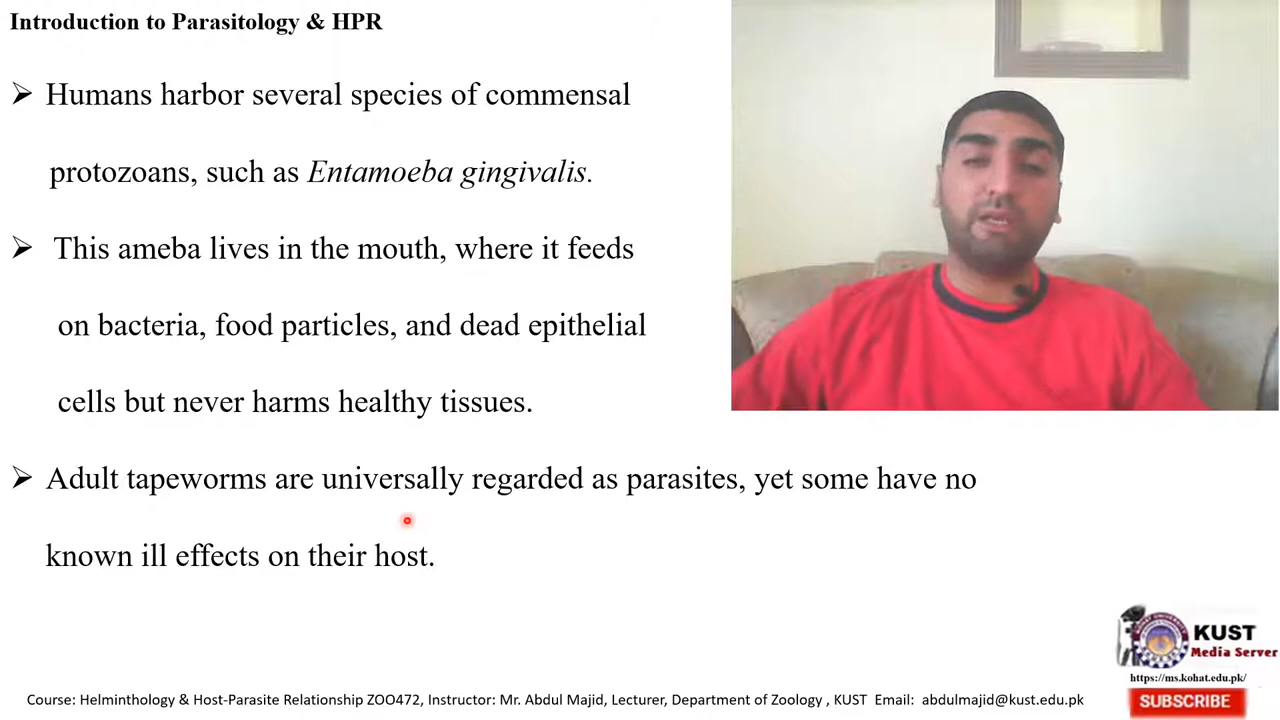 Introduction to Parasitology & HPR
➢ Humans harbor several species of commensal
protozoans, such as Entamoeba gingivalis.
➢ This ameba lives in the mouth, where it feeds
on bacteria, food particles, and dead epithelial
cells but never harms healthy tissues.
➢ Adult tapeworms are universally regarded as parasites, yet some have no
known ill effects on their host.
KUST
Media Server
https://ms.kohat.edu.pk/
SUBSCRIBE
Course: Helminthology & Host-Parasite Relationship ZOO472, Instructor: Mr. Abdul Majid, Lecturer, Department of Zoology , KUST Email: abdulmajid@kust.edu.pk